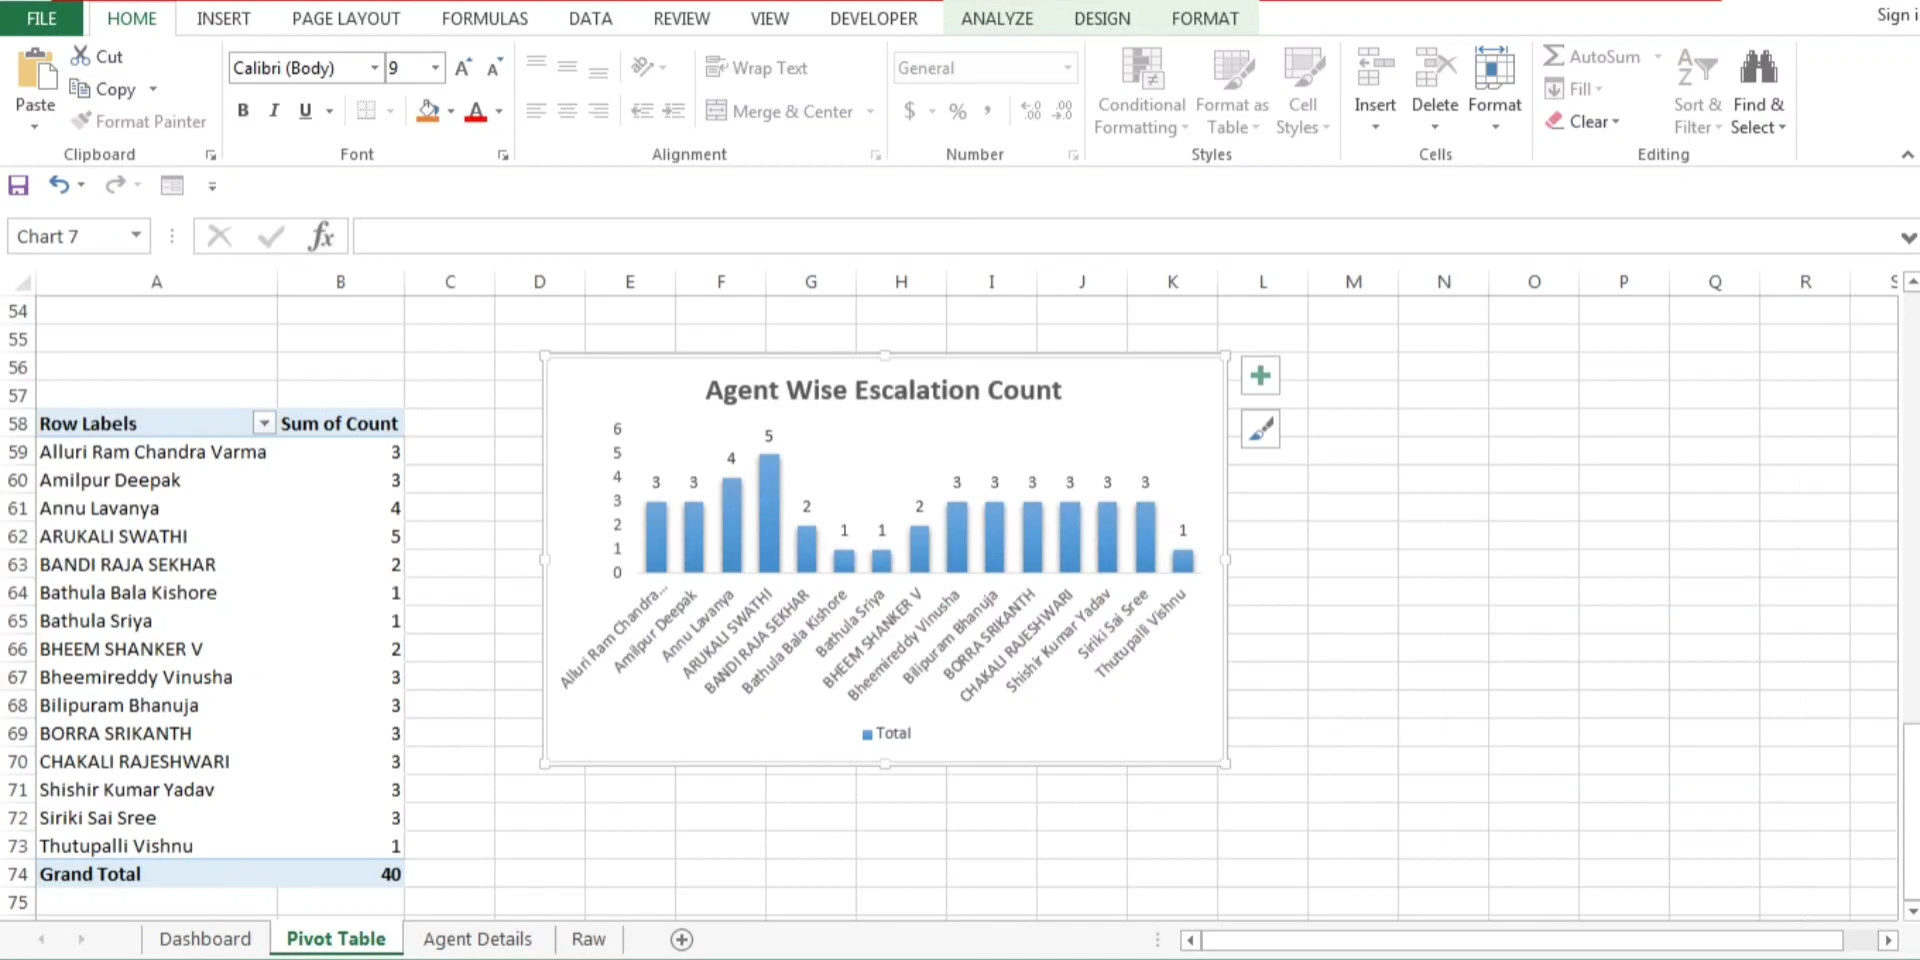 FILE HOME INSERT PAGE LAYOUT FORMULAS DATA REVIEW VIEW DEVELOPER ANALYZE DESIGN FORMAT Sign i
Cut
Copy
Format Painter
Paste
Clipboard
Calibri (Body) 9
B I U
Font
Wrap Text
Merge & Center
Alignment
General
$ % ,
Number
Conditional Formatting
Format as Table
Cell Styles
Styles
Insert Delete Format
Cells
AutoSum
Fill
Clear
Sort & Filter
Find & Select
Editing
Chart 7 fx
A B C D E F G H I J K L M N O P Q R S
54
55
56
57
58 Row Labels Sum of Count
59 Alluri Ram Chandra Varma 3
60 Amilpur Deepak 3
61 Annu Lavanya 4
62 ARUKALI SWATHI 5
63 BANDI RAJA SEKHAR 2
64 Bathula Bala Kishore 1
65 Bathula Sriya 1
66 BHEEM SHANKER V 2
67 Bheemireddy Vinusha 3
68 Bilipuram Bhanuja 3
69 BORRA SRIKANTH 3
70 CHAKALI RAJESHWARI 3
71 Shishir Kumar Yadav 3
72 Siriki Sai Sree 3
73 Thutupalli Vishnu 1
74 Grand Total 40
75
Agent Wise Escalation Count
6
5
4
3
2
1
0
3 3 4 5 2 1 1 2 3 3 3 3 3 3 1
Alluri Ram Chandra...
Amilpur Deepak
Annu Lavanya
ARUKALI SWATHI
BANDI RAJA SEKHAR
Bathula Bala Kishore
Bathula Sriya
BHEEM SHANKER V
Bheemireddy Vinusha
Bilipuram Bhanuja
BORRA SRIKANTH
CHAKALI RAJESHWARI
Shishir Kumar Yadav
Siriki Sai Sree
Thutupalli Vishnu
Total
Dashboard Pivot Table Agent Details Raw